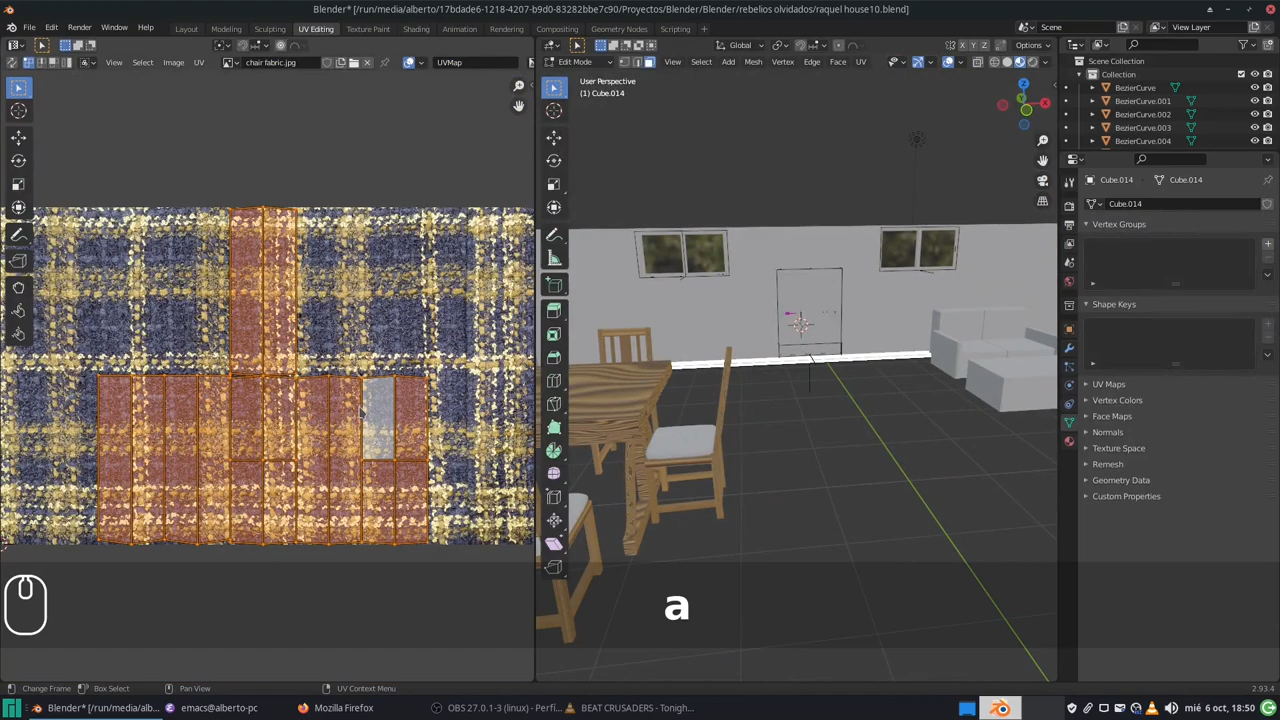 Blender* [/run/media/alberto/17bdade6-1218-4207-b9d0-83282bbe7c90/Proyectos/Blender/Blender/rebelios olvidados/raquel house10.blend]
File Edit Render Window Help Layout Modeling Sculpting UV Editing Texture Paint Shading Animation Rendering Compositing Geometry Nodes Scripting Scene View Layer
Global Options
View Select Image UV chair fabric.jpg UVMap Edit Mode View Select Add Mesh Vertex Edge Face UV
User Perspective
(1) Cube.014
Scene Collection
Collection
BezierCurve
BezierCurve.001
BezierCurve.002
BezierCurve.003
BezierCurve.004
Cube.014 Cube.014
Cube.014
Vertex Groups
Shape Keys
UV Maps
Vertex Colors
Face Maps
Normals
Texture Space
Remesh
Geometry Data
Custom Properties
a
Change Frame Box Select Pan View UV Context Menu 2.93.4
Blender* [/run/media/alb... emacs@alberto-pc Mozilla Firefox OBS 27.0.1-3 (linux) - Perfi... BEAT CRUSADERS - Tonigh... mié 6 oct, 18:50